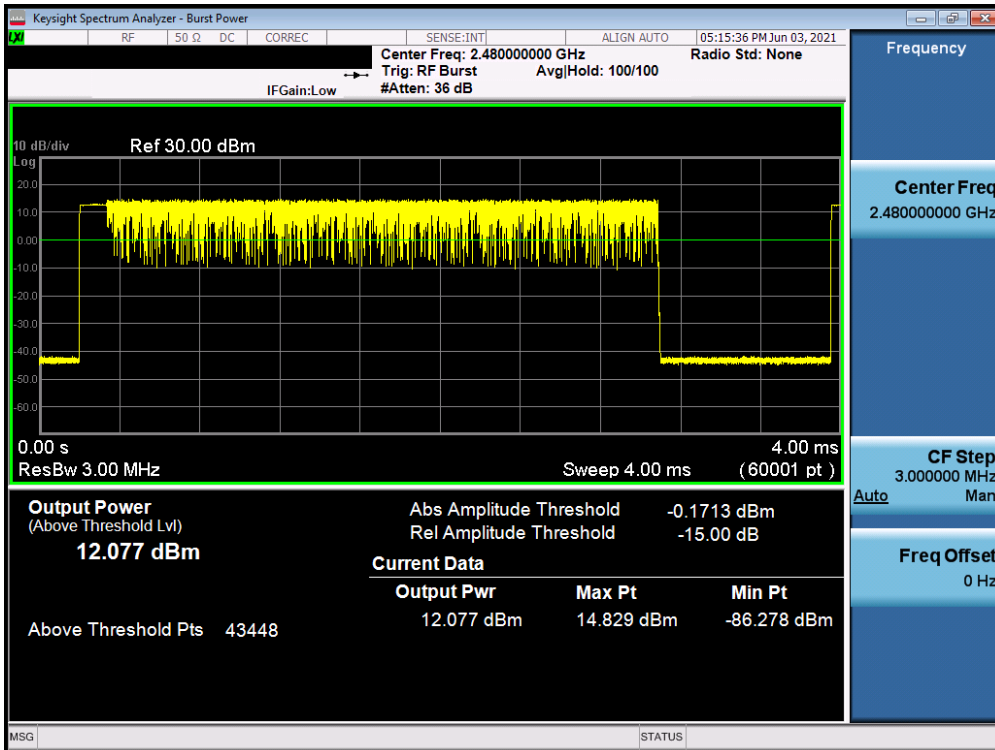 Keysight Spectrum Analyzer - Burst Power
LXI RF 50 Ω DC CORREC SENSE:INT ALIGN AUTO 05:15:36 PM Jun 03, 2021
Center Freq: 2.480000000 GHz Radio Std: None
Trig: RF Burst Avg|Hold: 100/100
IFGain:Low #Atten: 36 dB
10 dB/div Ref 30.00 dBm
Log
20.0
10.0
0.00
-10.0
-20.0
-30.0
-40.0
-50.0
-60.0
0.00 s 4.00 ms
ResBw 3.00 MHz Sweep 4.00 ms (60001 pt)
Output Power
(Above Threshold Lvl)
12.077 dBm
Above Threshold Pts 43448
Abs Amplitude Threshold -0.1713 dBm
Rel Amplitude Threshold -15.00 dB
Current Data
Output Pwr Max Pt Min Pt
12.077 dBm 14.829 dBm -86.278 dBm
MSG STATUS
Frequency
Center Freq
2.480000000 GHz
CF Step
3.000000 MHz
Auto Man
Freq Offset
0 Hz